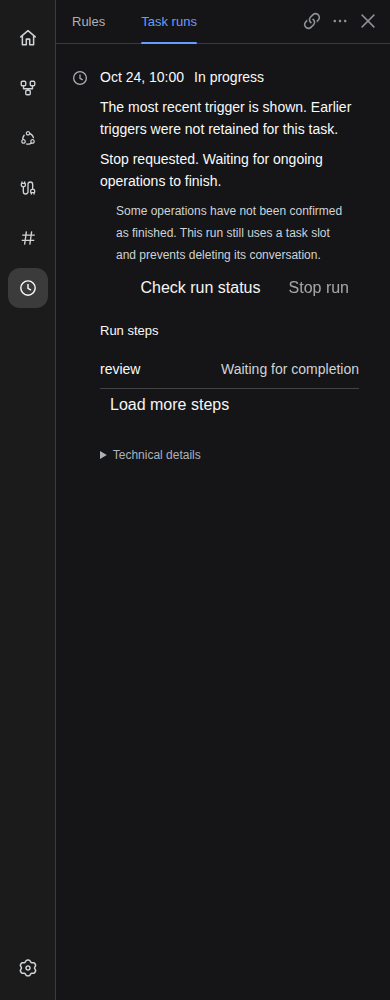 Rules
Task runs
Oct 24, 10:00 In progress
The most recent trigger is shown. Earlier
triggers were not retained for this task.
Stop requested. Waiting for ongoing
operations to finish.
Some operations have not been confirmed
as finished. This run still uses a task slot
and prevents deleting its conversation.
Check run status
Stop run
Run steps
review
Waiting for completion
Load more steps
Technical details